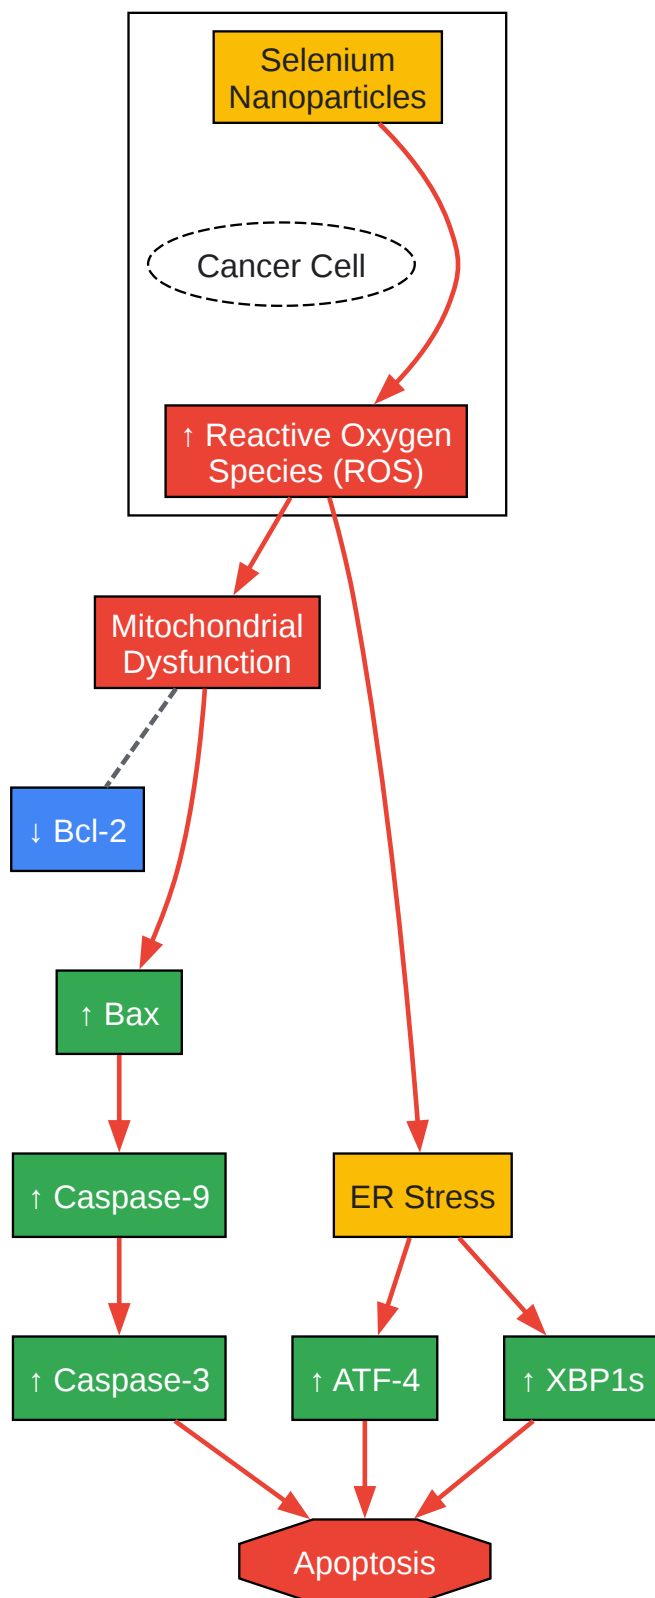 Selenium
Nanoparticles
Cancer Cell
↑ Reactive Oxygen
Species (ROS)
Mitochondrial
Dysfunction
↓ Bcl-2
↑ Bax
↑ Caspase-9
ER Stress
↑ Caspase-3
↑ ATF-4
↑ XBP1s
Apoptosis